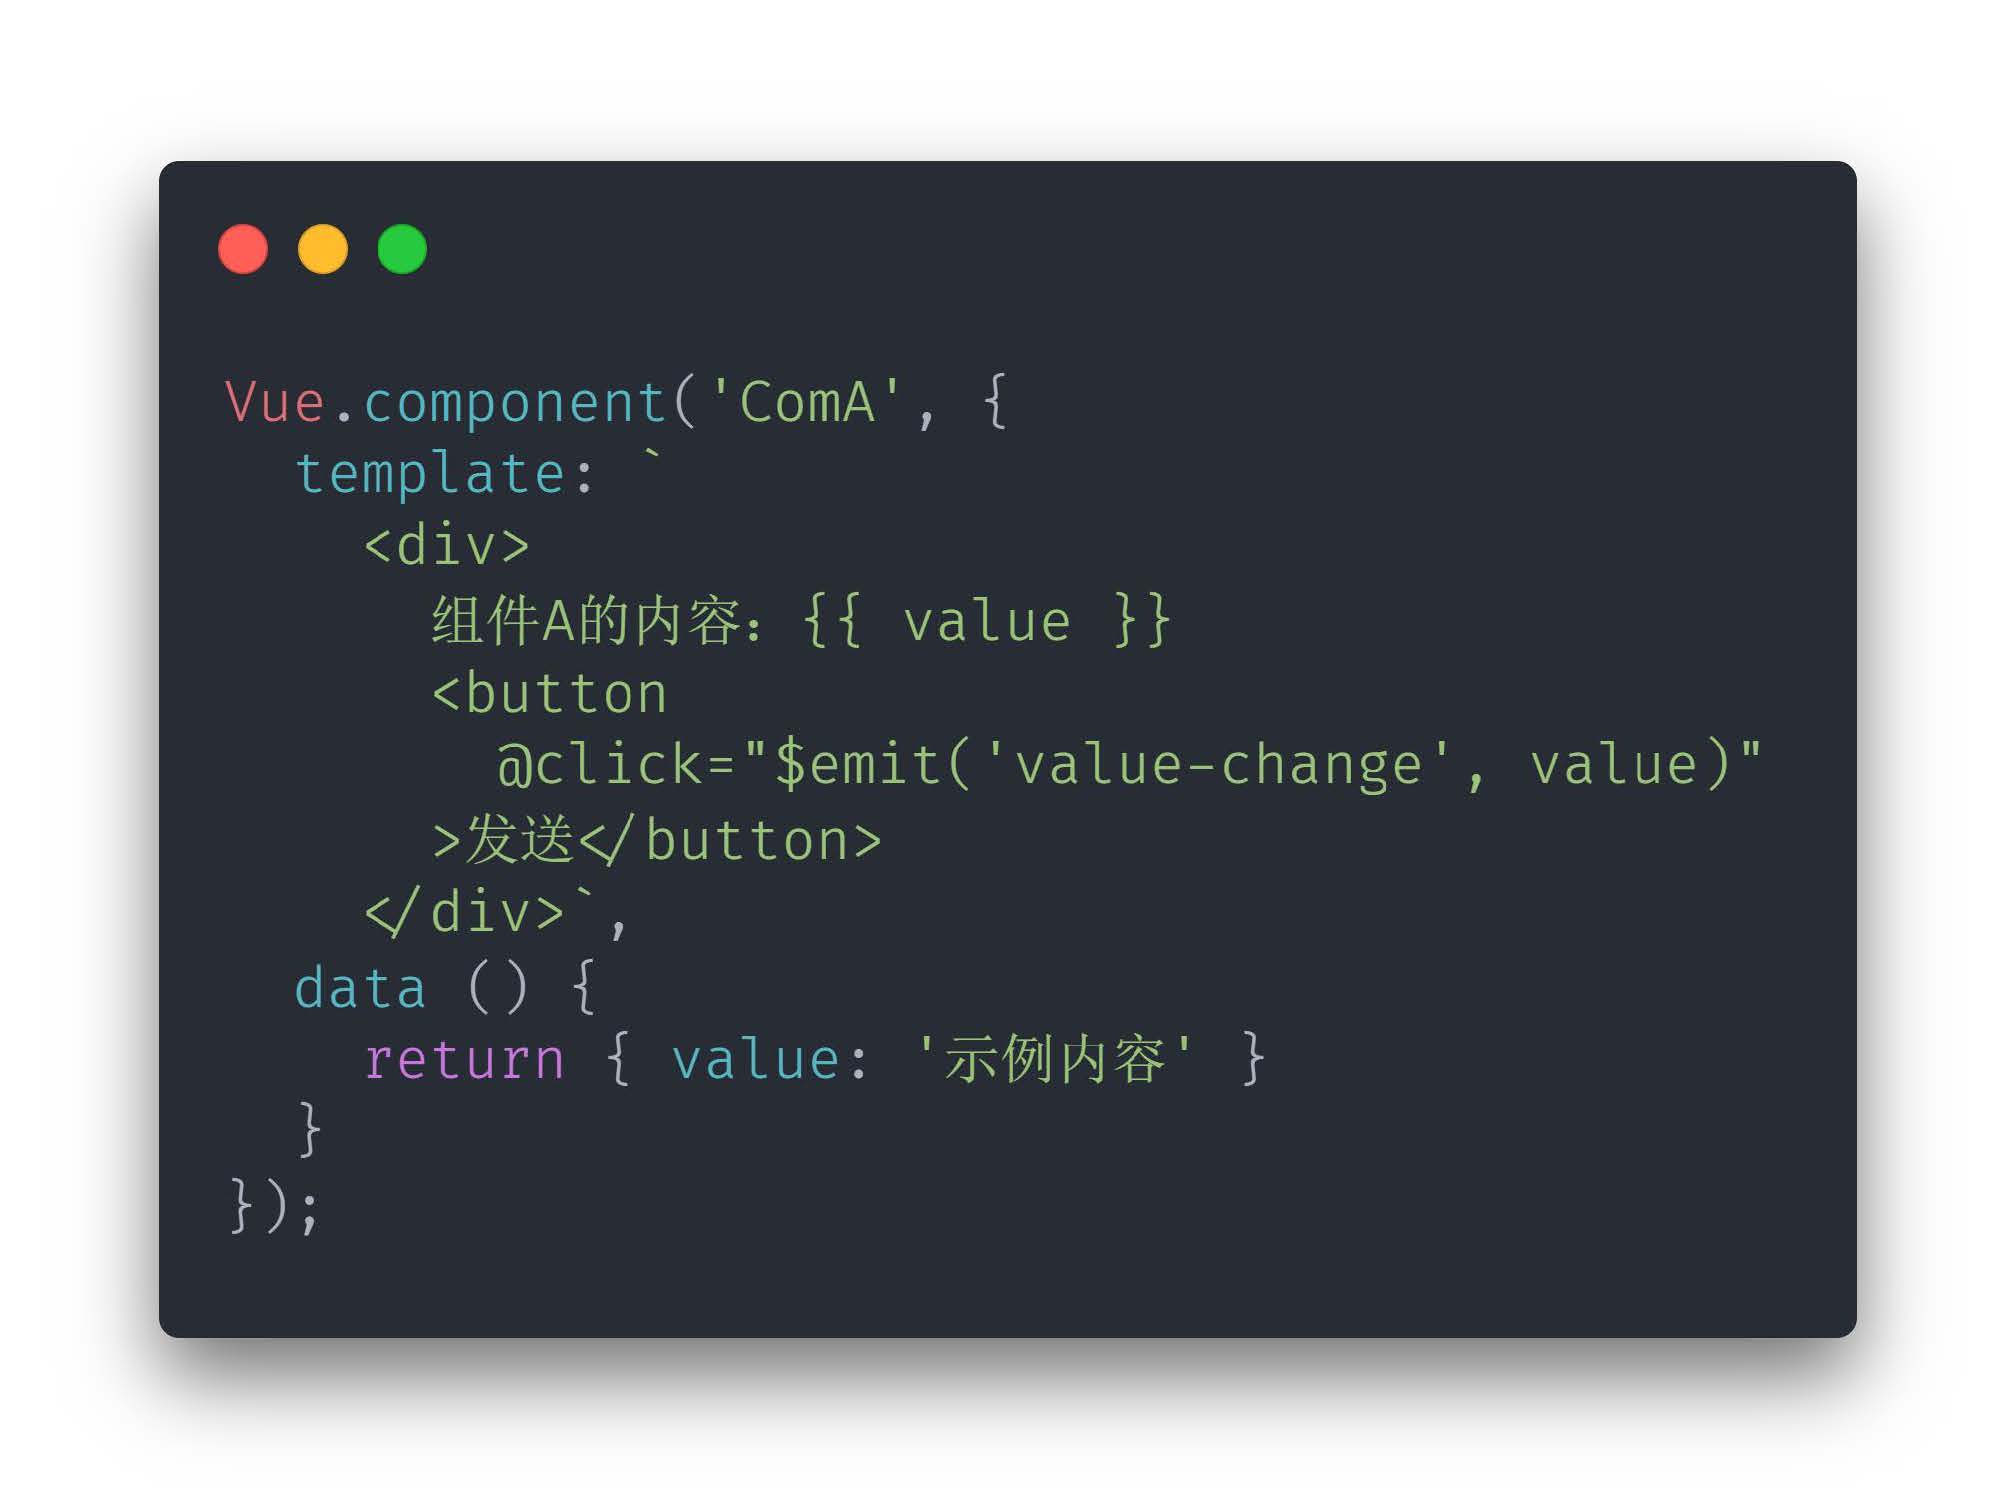 Vue.component('ComA', {
  template: `
    <div>
      组件A的内容：{{ value }}
      <button
        @click="$emit('value-change', value)"
      >发送</button>
    </div>`,
  data () {
    return { value: '示例内容' }
  }
});